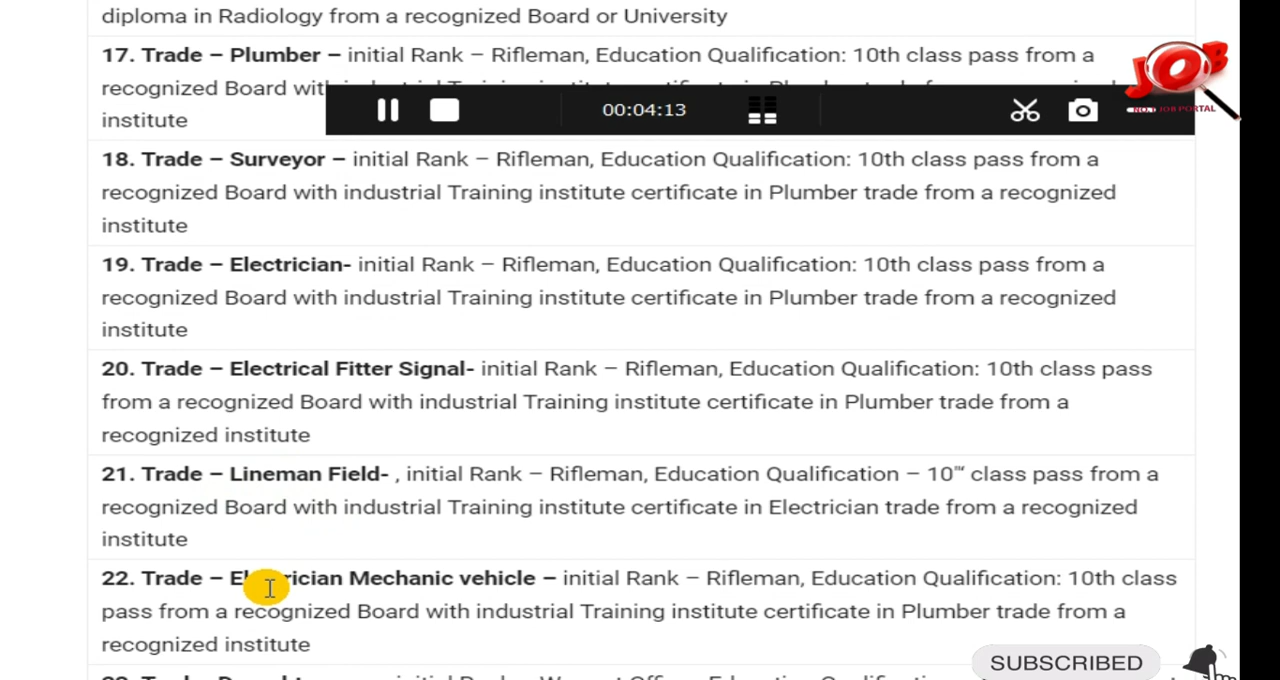 diploma in Radiology from a recognized Board or University
17. Trade – Plumber – initial Rank – Rifleman, Education Qualification: 10th class pass from a
recognized Board with
institute
00:04:13
JOB
NO.1 JOB PORTAL
18. Trade – Surveyor – initial Rank – Rifleman, Education Qualification: 10th class pass from a
recognized Board with industrial Training institute certificate in Plumber trade from a recognized
institute
19. Trade – Electrician- initial Rank – Rifleman, Education Qualification: 10th class pass from a
recognized Board with industrial Training institute certificate in Plumber trade from a recognized
institute
20. Trade – Electrical Fitter Signal- initial Rank – Rifleman, Education Qualification: 10th class pass
from a recognized Board with industrial Training institute certificate in Plumber trade from a
recognized institute
21. Trade – Lineman Field- , initial Rank – Rifleman, Education Qualification – 10 class pass from a
recognized Board with industrial Training institute certificate in Electrician trade from a recognized
institute
22. Trade – Electrician Mechanic vehicle – initial Rank – Rifleman, Education Qualification: 10th class
pass from a recognized Board with industrial Training institute certificate in Plumber trade from a
recognized institute
SUBSCRIBED